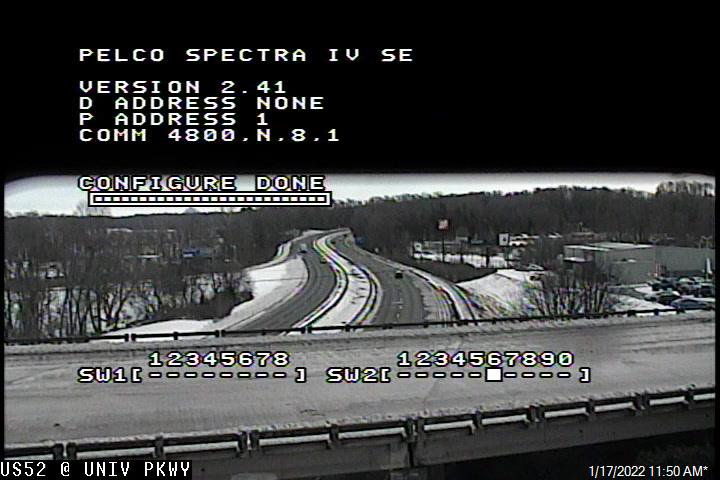 PELCO SPECTRA IV SE
VERSION 2.41
D ADDRESS NONE
P ADDRESS 1
COMM 4800,N,8,1
CONFIGURE DONE
12345678 1234567890
SW1[--------] SW2[-----■----]
US52 @ UNIV PKWY
1/17/2022 11:50 AM*